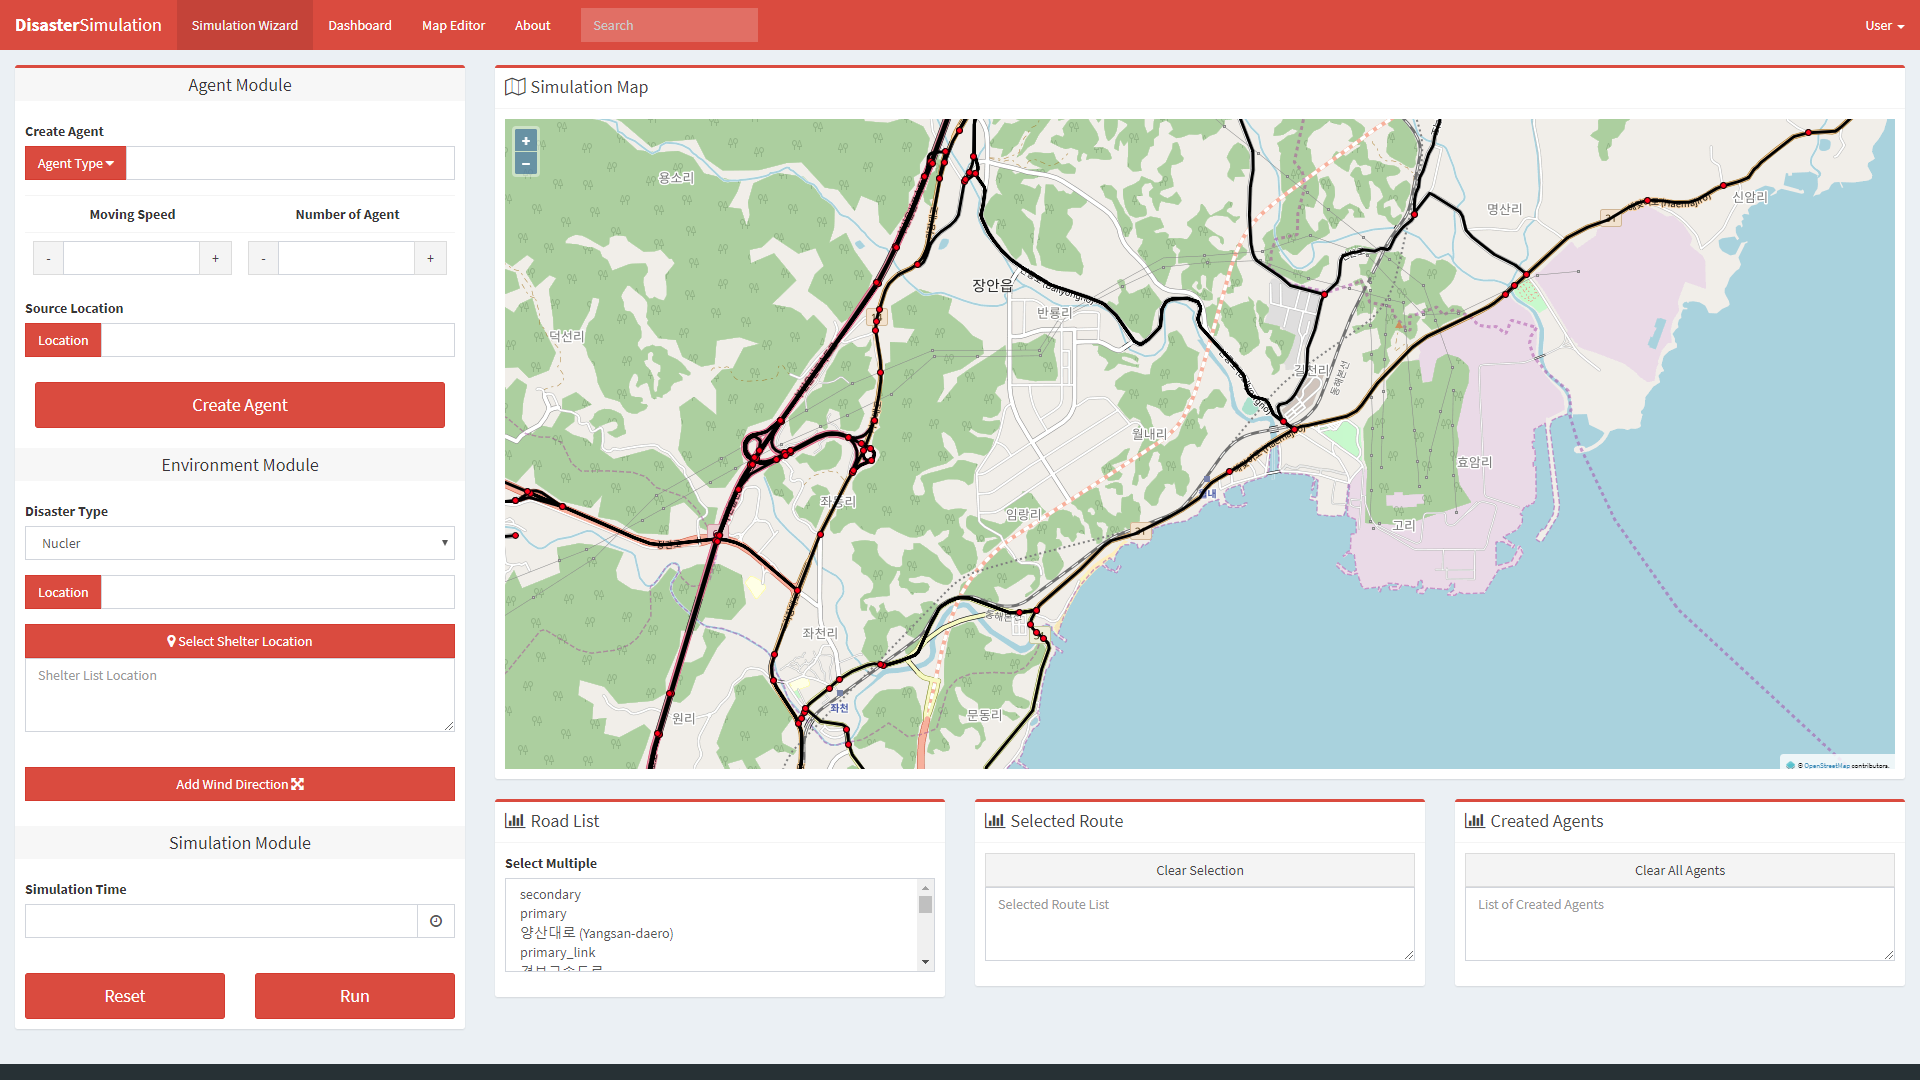 DisasterSimulation
Simulation Wizard
Dashboard
Map Editor
About
Search
User
Agent Module
Create Agent
Agent Type
Moving Speed
Number of Agent
-
+
-
+
Source Location
Location
Create Agent
Environment Module
Disaster Type
Nucler
Location
Select Shelter Location
Shelter List Location
Add Wind Direction
Simulation Module
Simulation Time
Reset
Run
Simulation Map
+
−
용소리
신암리
명산리
장안읍
반룡리
덕선리
길천리
동해본선
월내리
효암리
좌동리
임랑리
고리
좌천리
좌천
원리
문동리
31
© OpenStreetMap contributors.
Road List
Select Multiple
secondary
primary
양산대로 (Yangsan-daero)
primary_link
Selected Route
Clear Selection
Selected Route List
Created Agents
Clear All Agents
List of Created Agents